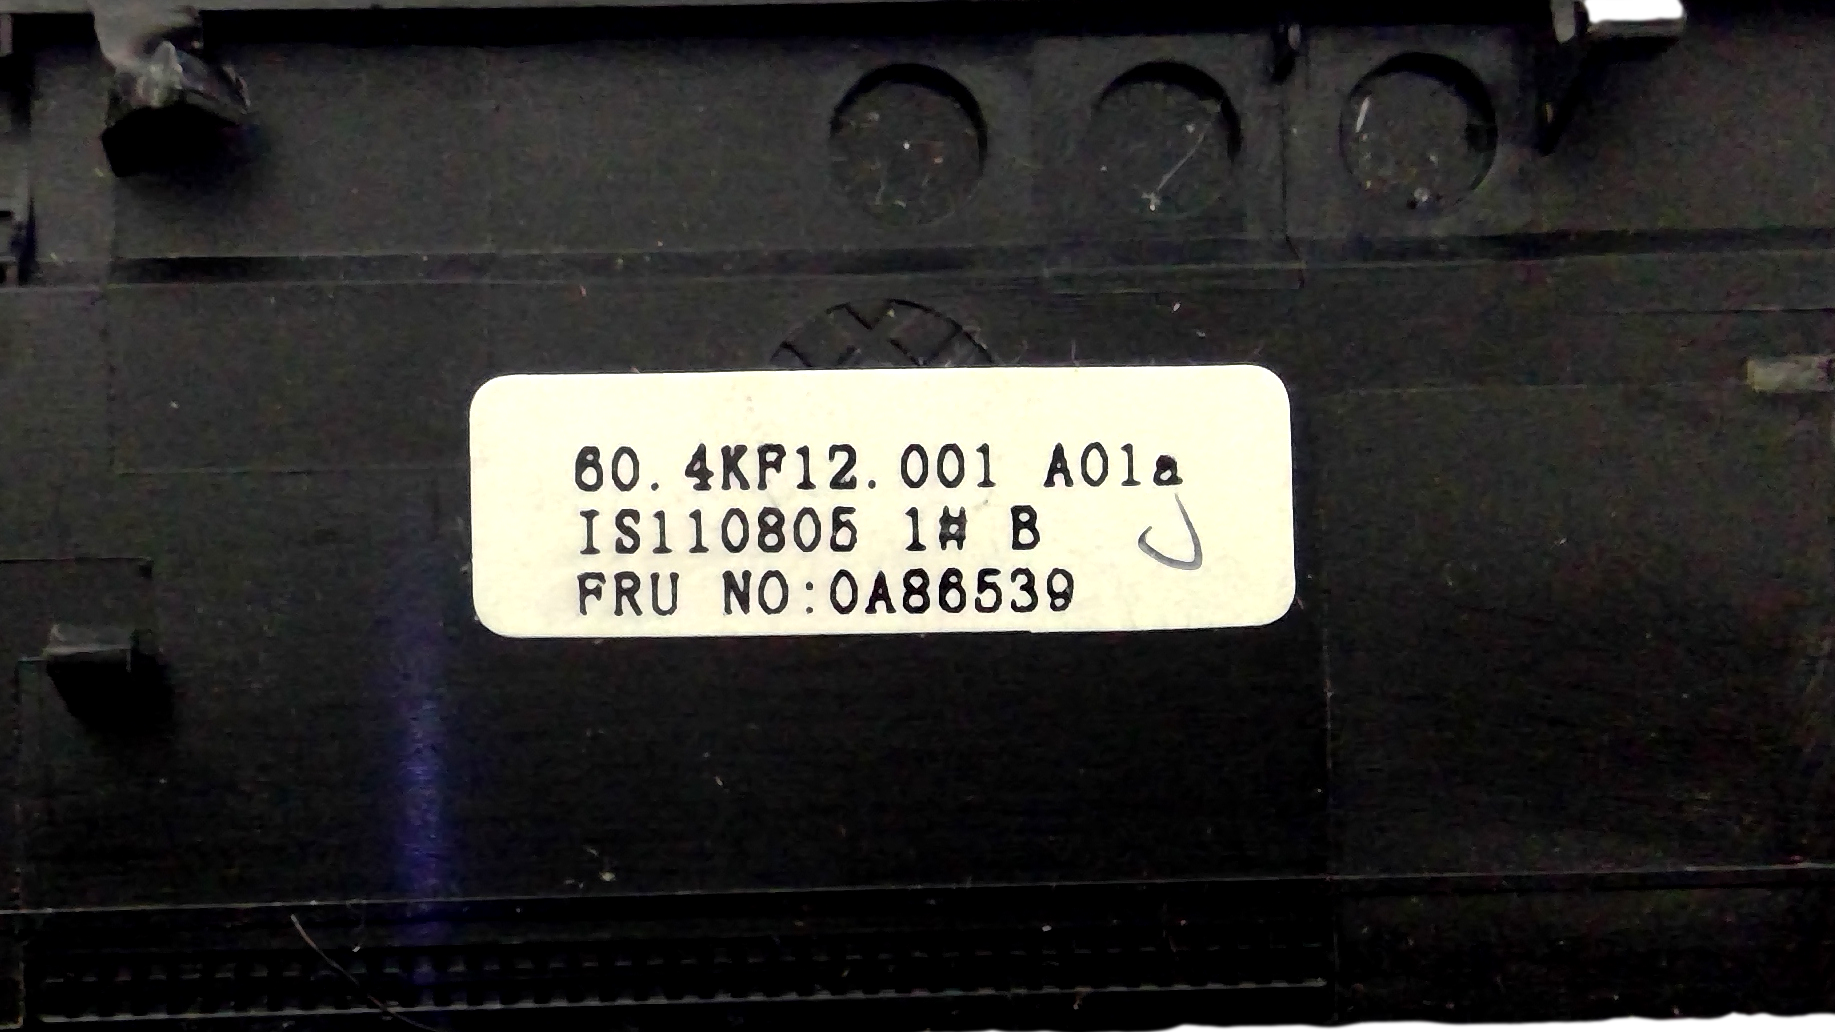 60.4KF12.001 A01a
IS110805 1# B
FRU NO:0A86539